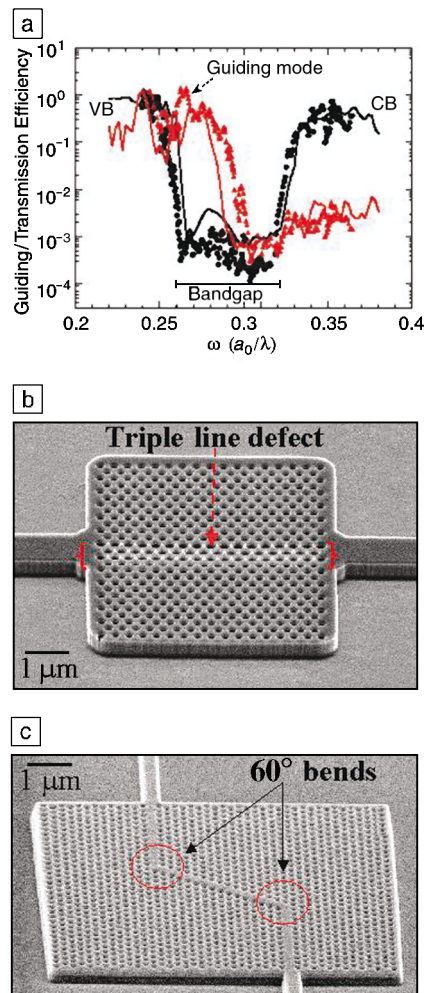 a
10¹
Guiding mode
10⁰
VB
CB
10⁻¹
10⁻²
10⁻³
10⁻⁴
Bandgap
0.2
0.25
0.3
0.35
0.4
ω (a₀/λ)
Guiding/Transmission Efficiency
b
Triple line defect
1 μm
c
1 μm
60° bends